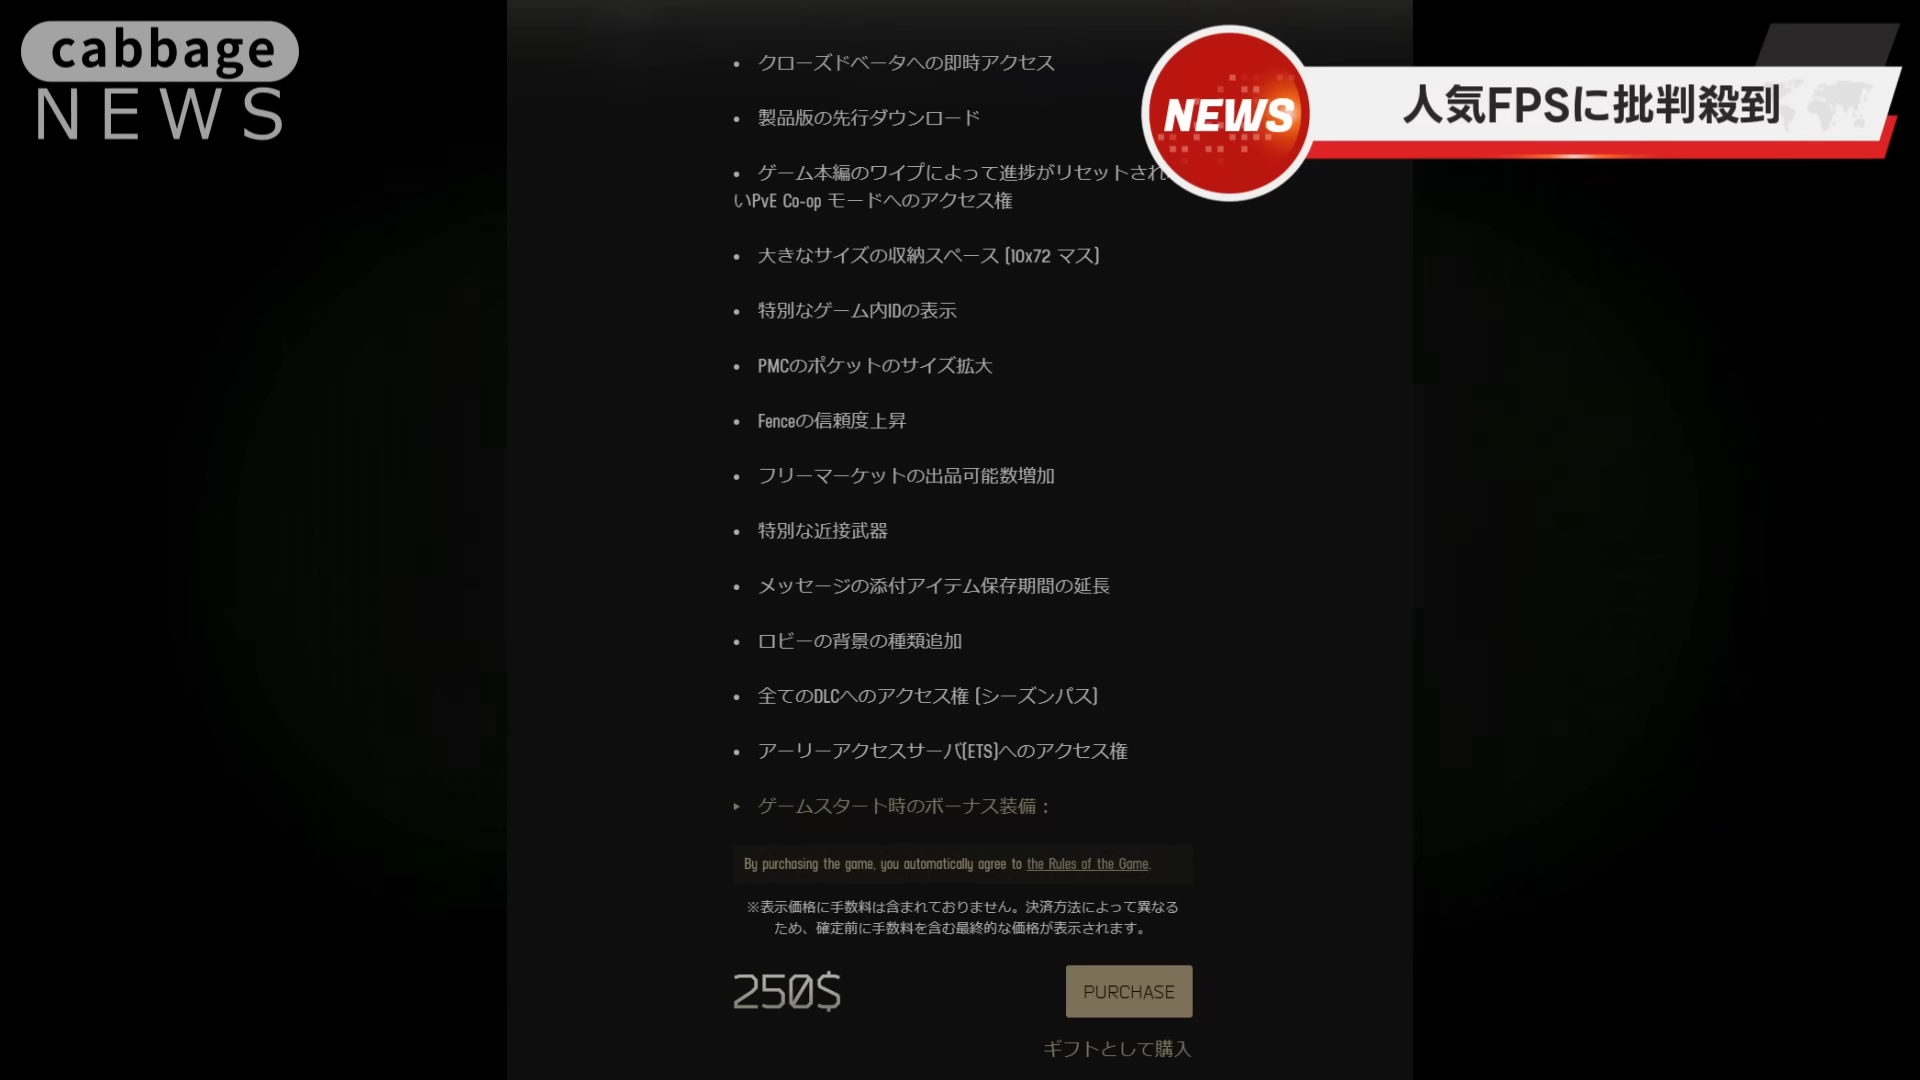 cabbage
NEWS
NEWS
人気FPSに批判殺到
• クローズドベータへの即時アクセス
• 製品版の先行ダウンロード
• ゲーム本編のワイプによって進捗がリセットされ
いPvE Co-op モードへのアクセス権
• 大きなサイズの収納スペース (10x72 マス)
• 特別なゲーム内IDの表示
• PMCのポケットのサイズ拡大
• Fenceの信頼度上昇
• フリーマーケットの出品可能数増加
• 特別な近接武器
• メッセージの添付アイテム保存期間の延長
• ロビーの背景の種類追加
• 全てのDLCへのアクセス権 (シーズンパス)
• アーリーアクセスサーバ(ETS)へのアクセス権
▸ ゲームスタート時のボーナス装備：
By purchasing the game, you automatically agree to the Rules of the Game.
※表示価格に手数料は含まれておりません。決済方法によって異なる
ため、確定前に手数料を含む最終的な価格が表示されます。
250$
PURCHASE
ギフトとして購入